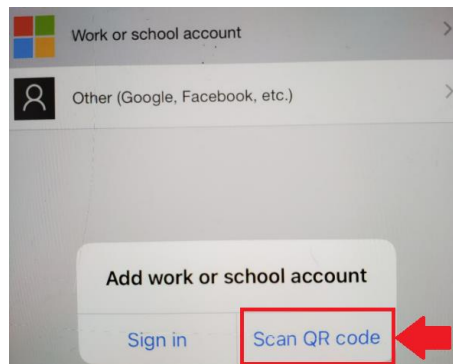 Work or school account
Other (Google, Facebook, etc.)
Add work or school account
Sign in
Scan QR code